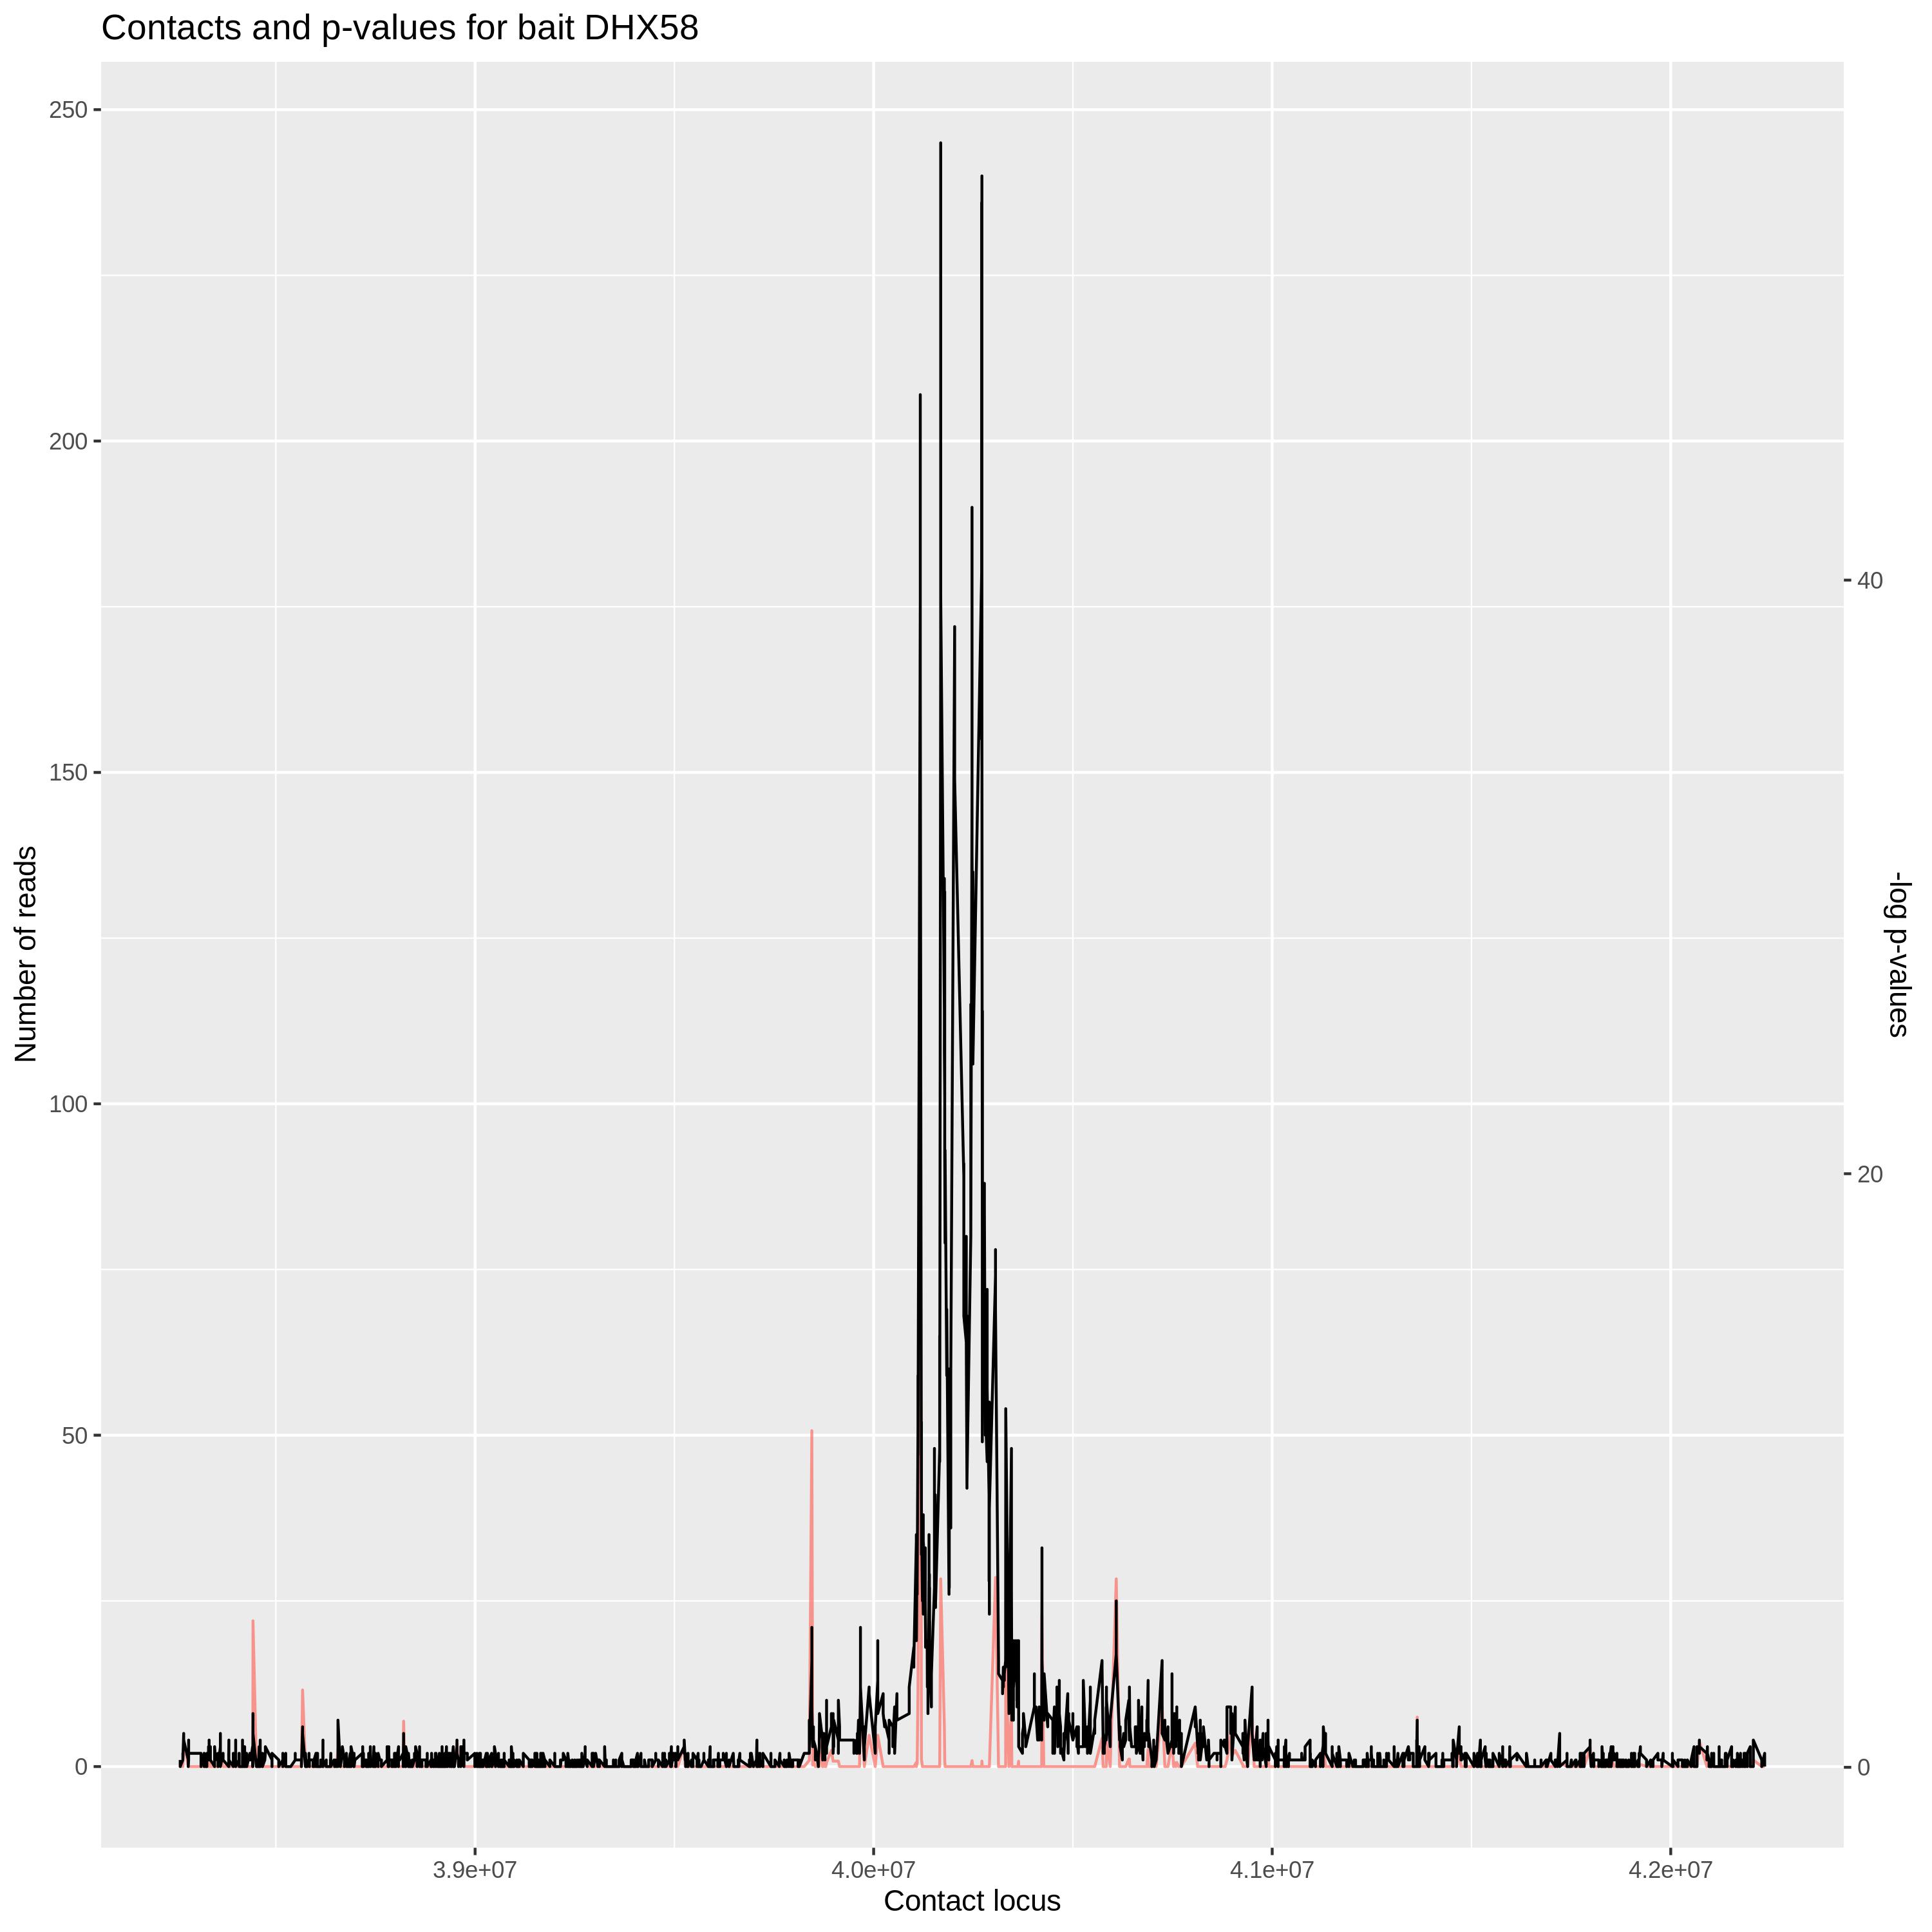 Contacts and p-values for bait DHX58
250
200
150
100
50
0
Number of reads
40
20
0
-log p-values
3.9e+07 4.0e+07 4.1e+07 4.2e+07
Contact locus